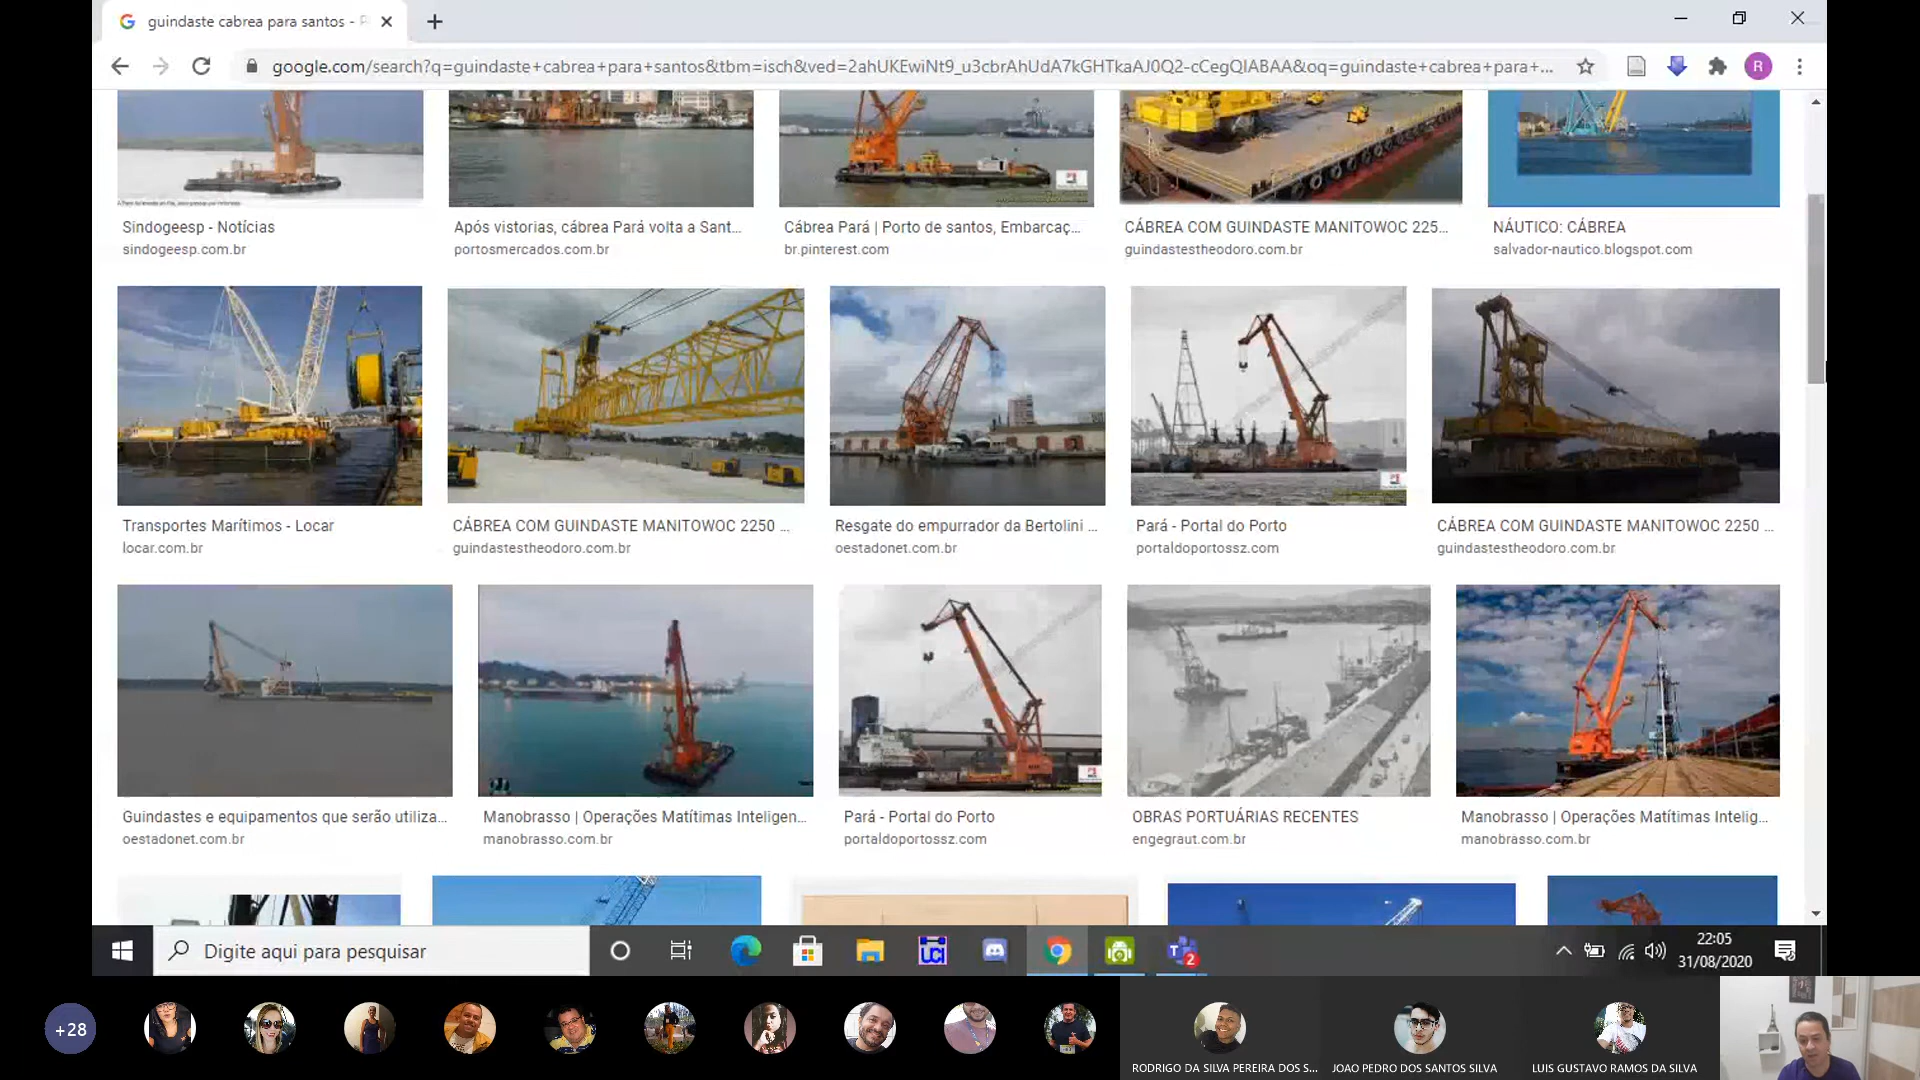 guindaste cabrea para santos - P
google.com/search?q=guindaste+cabrea+para+santos&tbm=isch&ved=2ahUKEwiNt9_u3cbrAhUdA7kGHTkaAJ0Q2-cCegQIABAA&oq=guindaste+cabrea+para+...
R
Sindogeesp - Notícias
sindogeesp.com.br
Após vistorias, cábrea Pará volta a Sant...
portosmercados.com.br
Cábrea Pará | Porto de santos, Embarcaç...
br.pinterest.com
CÁBREA COM GUINDASTE MANITOWOC 225...
guindastestheodoro.com.br
NÁUTICO: CÁBREA
salvador-nautico.blogspot.com
Transportes Marítimos - Locar
locar.com.br
CÁBREA COM GUINDASTE MANITOWOC 2250 ...
guindastestheodoro.com.br
Resgate do empurrador da Bertolini ...
oestadonet.com.br
Pará - Portal do Porto
portaldoportossz.com
CÁBREA COM GUINDASTE MANITOWOC 2250 ...
guindastestheodoro.com.br
Guindastes e equipamentos que serão utiliza...
oestadonet.com.br
Manobrasso | Operações Matítimas Inteligen...
manobrasso.com.br
Pará - Portal do Porto
portaldoportossz.com
OBRAS PORTUÁRIAS RECENTES
engegraut.com.br
Manobrasso | Operações Matítimas Intelig...
manobrasso.com.br
Digite aqui para pesquisar
UCI
T
2
22:05
31/08/2020
+28
RODRIGO DA SILVA PEREIRA DOS S...
JOAO PEDRO DOS SANTOS SILVA
LUIS GUSTAVO RAMOS DA SILVA